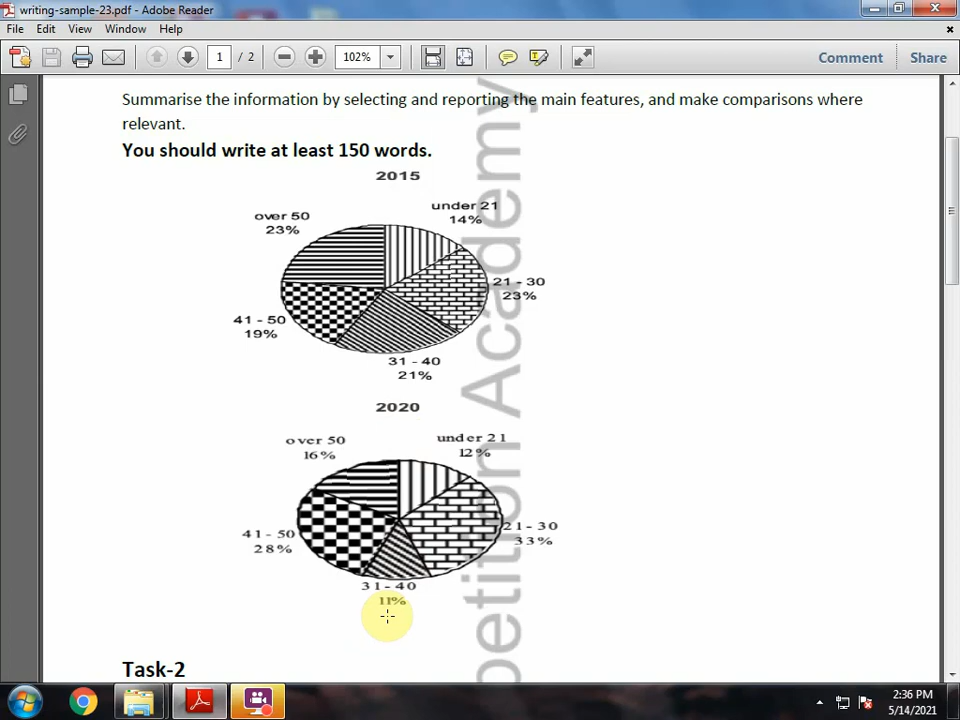 writing-sample-23.pdf - Adobe Reader
File Edit View Window Help
1 / 2 102% Comment Share
Summarise the information by selecting and reporting the main features, and make comparisons where
relevant.
You should write at least 150 words.
2015
under 21
14%
over 50
23%
21 - 30
23%
41 - 50
19%
31 - 40
21%
2020
under 21
12%
over 50
16%
21 - 30
33%
41 - 50
28%
31 - 40
11%
petition Academy
Task-2
2:36 PM
5/14/2021